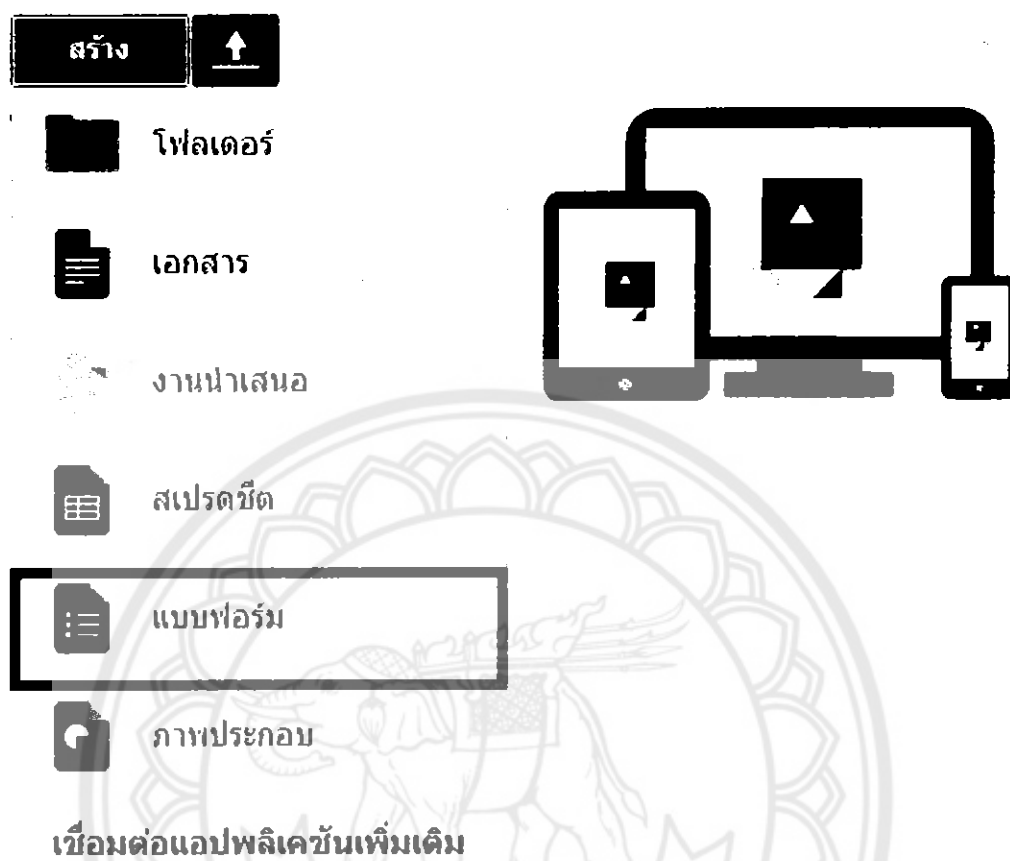 สร้าง
โฟลเดอร์
เอกสาร
งานนำเสนอ
สเปรดชีต
แบบฟอร์ม
ภาพประกอบ
เชื่อมต่อแอปพลิเคชันเพิ่มเติม